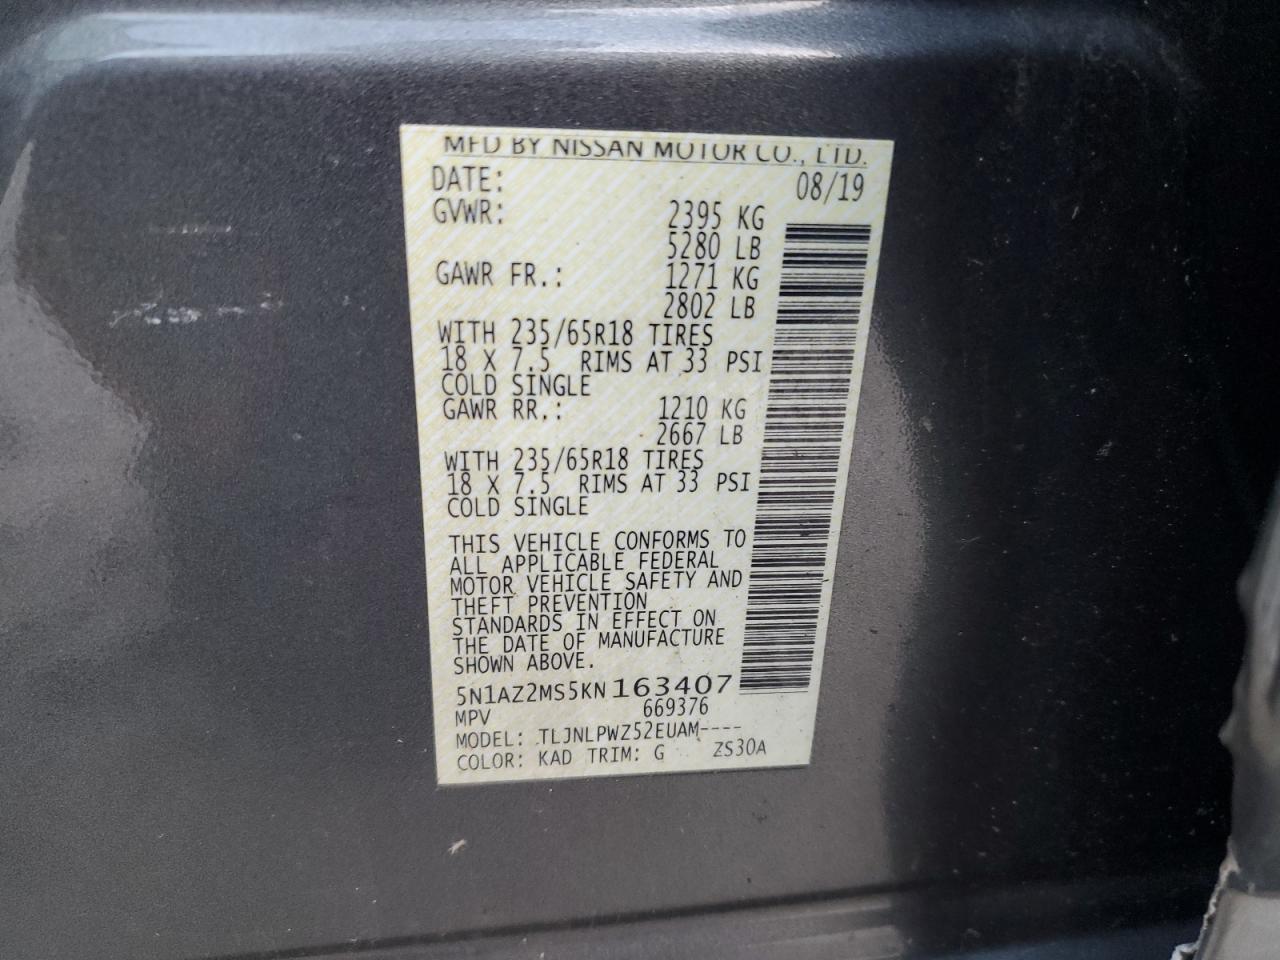 MFD BY NISSAN MOTOR CO., LTD.
DATE: 08/19
GVWR: 2395 KG
5280 LB
GAWR FR.: 1271 KG
2802 LB
WITH 235/65R18 TIRES
18 X 7.5 RIMS AT 33 PSI
COLD SINGLE
GAWR RR.: 1210 KG
2667 LB
WITH 235/65R18 TIRES
18 X 7.5 RIMS AT 33 PSI
COLD SINGLE
THIS VEHICLE CONFORMS TO
ALL APPLICABLE FEDERAL
MOTOR VEHICLE SAFETY AND
THEFT PREVENTION
STANDARDS IN EFFECT ON
THE DATE OF MANUFACTURE
SHOWN ABOVE.
5N1AZ2MS5KN163407
MPV 669376
MODEL: TLJNLPWZ52EUAM----
COLOR: KAD TRIM: G ZS30A